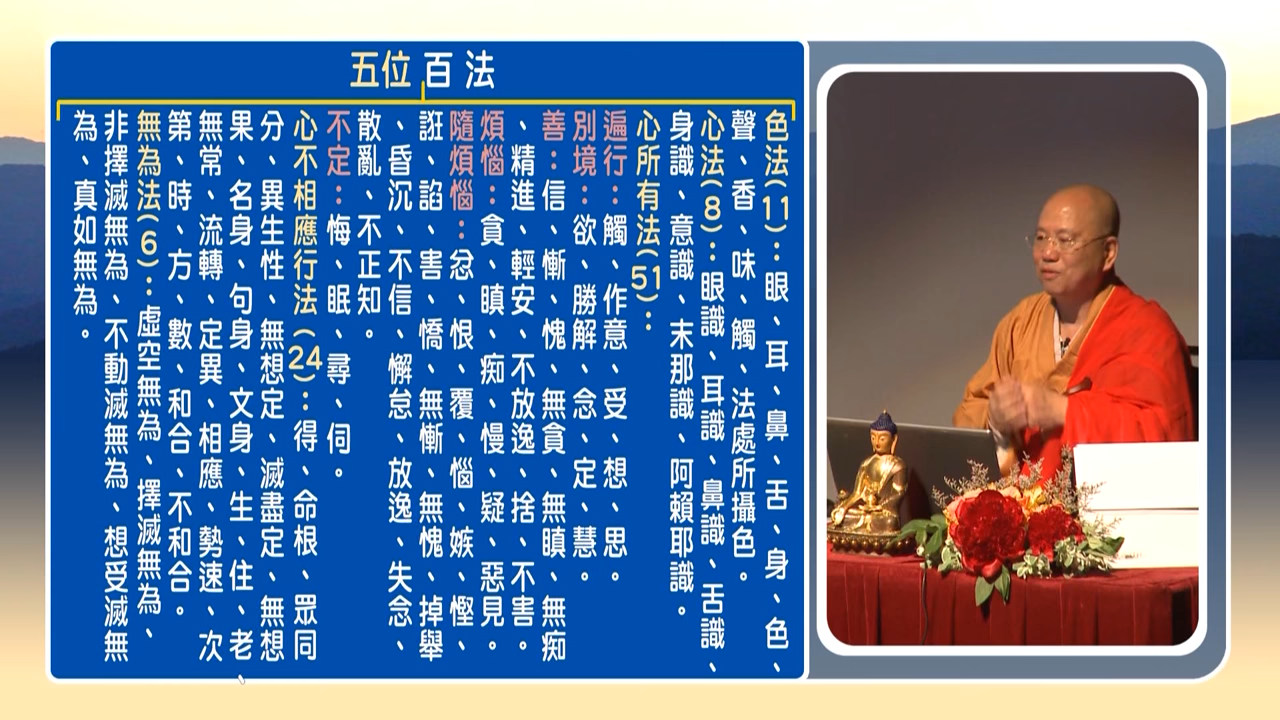 五位百法
色法(11)：眼、耳、鼻、舌、身、色、
聲、香、味、觸、法處所攝色。
心法(8)：眼識、耳識、鼻識、舌識、
身識、意識、末那識、阿賴耶識。
心所有法(51)：
遍行：觸、作意、受、想、思。
別境：欲、勝解、念、定、慧。
善：信、慚、愧、無貪、無瞋、無痴
、精進、輕安、不放逸、捨、不害。
煩惱：貪、瞋、痴、慢、疑、惡見。
隨煩惱：忿、恨、覆、惱、嫉、慳、
誑、諂、害、憍、無慚、無愧、掉舉
、昏沉、不信、懈怠、放逸、失念、
散亂、不正知。
不定：悔、眠、尋、伺。
心不相應行法(24)：得、命根、眾同
分、異生性、無想定、滅盡定、無想
果、名身、句身、文身、生、住、老、
無常、流轉、定異、相應、勢速、次
第、時、方、數、和合、不和合。
無為法(6)：虛空無為、擇滅無為、
非擇滅無為、不動滅無為、想受滅無
為、真如無為。